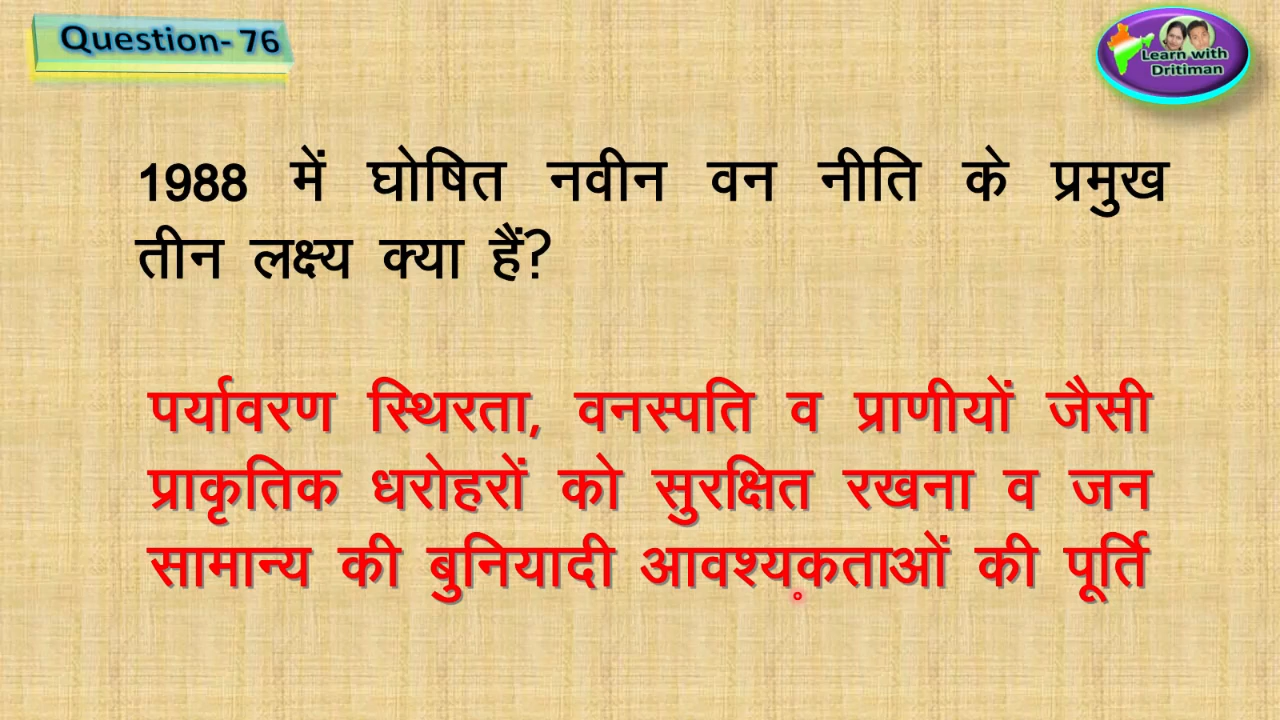 Question- 76
Learn with
Dritiman
1988 में घोषित नवीन वन नीति के प्रमुख
तीन लक्ष्य क्या हैं?
पर्यावरण स्थिरता, वनस्पति व प्राणीयों जैसी
प्राकृतिक धरोहरों को सुरक्षित रखना व जन
सामान्य की बुनियादी आवश्यकताओं की पूर्ति